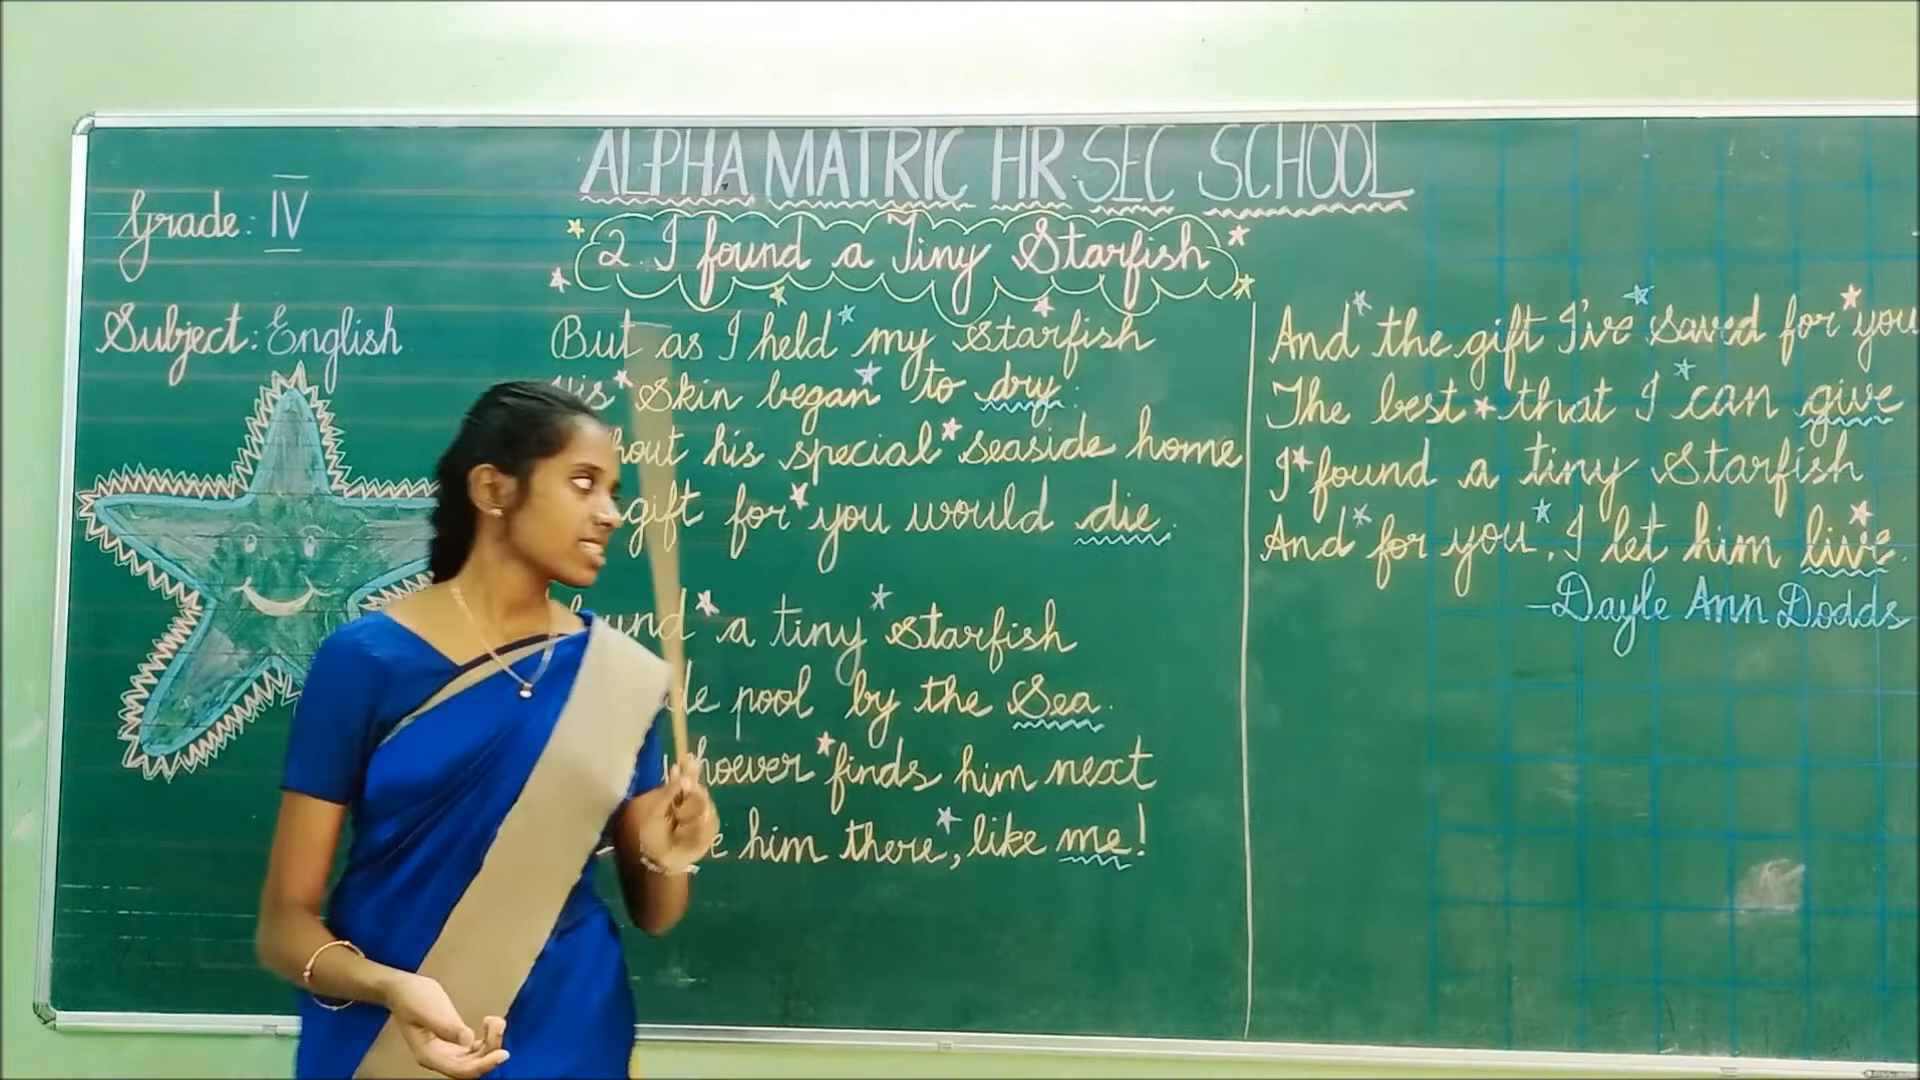 ALPHA MATRIC HR SEC SCHOOL
Grade: IV
2. I found a Tiny Starfish
Subject: English
But as I held my starfish
skin began to dry.
his special seaside home
gift for you would die.
a tiny starfish
pool by the Sea.
finds him next
him there, like me!
And the gift I've saved for you
The best that I can give
I found a tiny starfish
And for you, I let him live.
-Dayle Ann Dodds